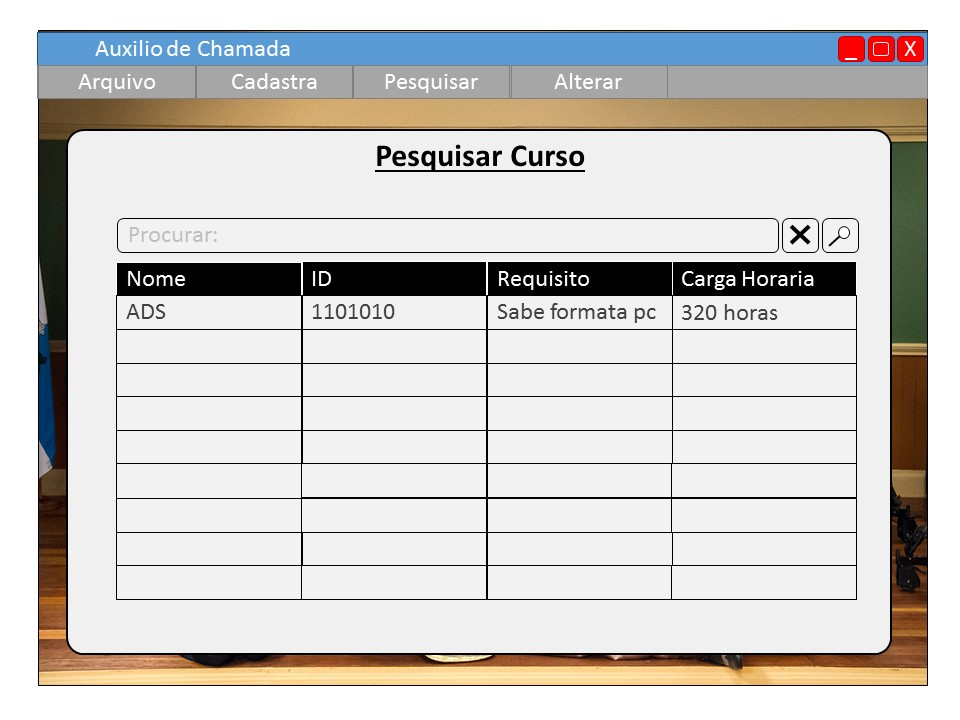 Auxilio de Chamada
_ X
Arquivo Cadastra Pesquisar Alterar
Pesquisar Curso
Procurar:
Nome ID Requisito Carga Horaria
ADS 1101010 Sabe formata pc 320 horas